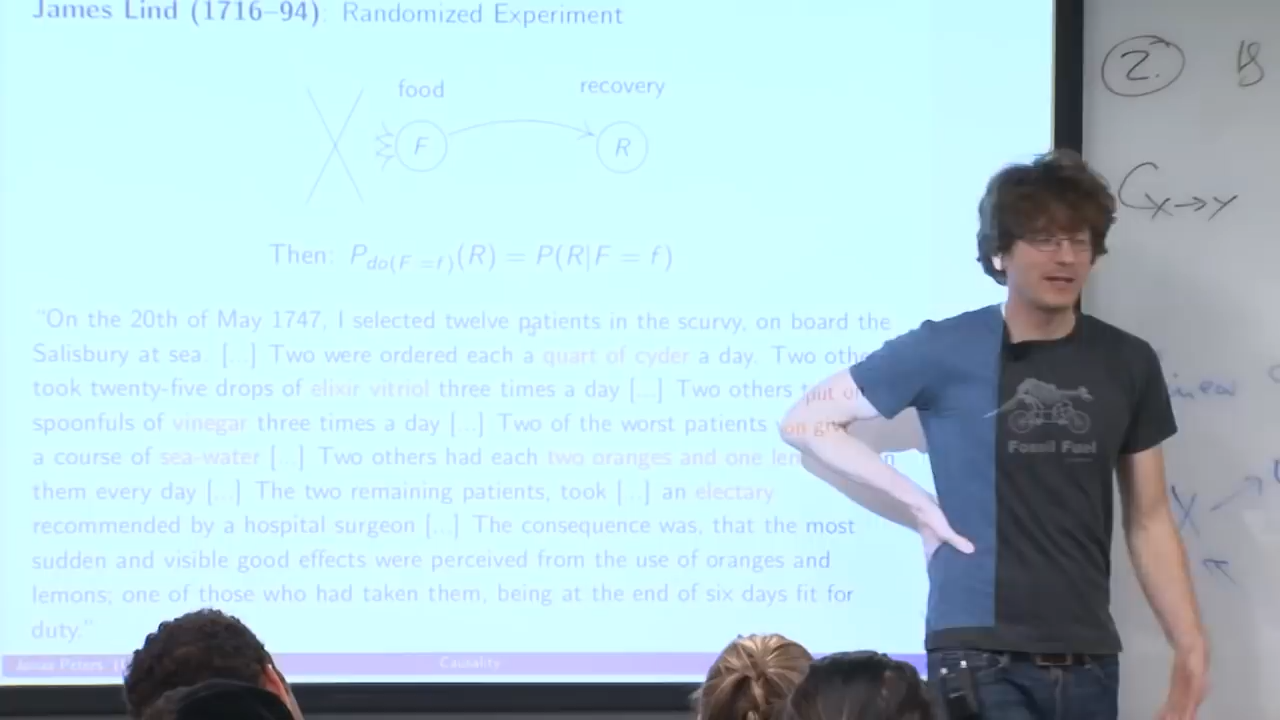 James Lind (1716–94): Randomized Experiment
food
recovery
F
R
Then: P_do(F =f)(R) = P(R|F = f)
"On the 20th of May 1747, I selected twelve patients in the scurvy, on board the
Salisbury at sea. [...] Two were ordered each a quart of cyder a day. Two
took twenty-five drops of elixir vitriol three times a day [...] Two others
spoonfuls of vinegar three times a day [...] Two of the worst patients
a course of sea-water [...] Two others had each two oranges and one
them every day [...] The two remaining patients, took [...] an electary
recommended by a hospital surgeon [...] The consequence was, that the most
sudden and visible good effects were perceived from the use of oranges and
lemons; one of those who had taken them, being at the end of six days fit for
duty."
Jonas Peters
Causality
2.
C X→Y
X
Fossil Fuel